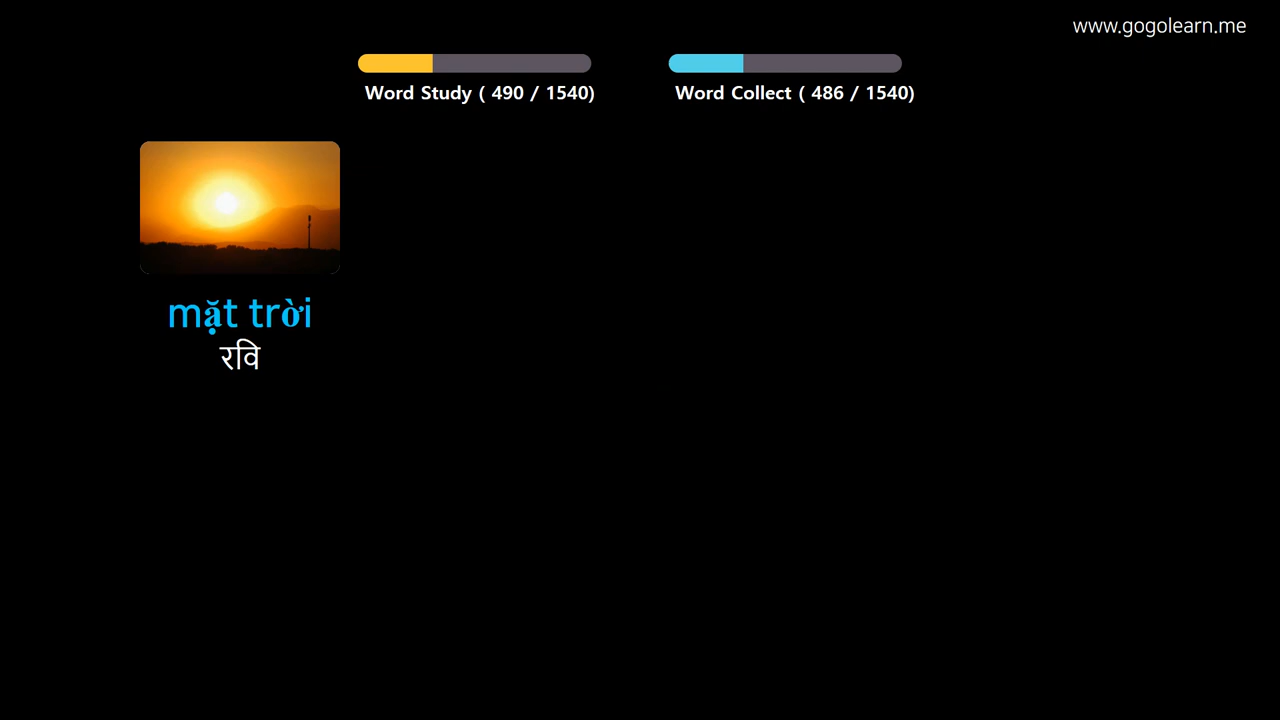 www.gogolearn.me
Word Study ( 490 / 1540)
Word Collect ( 486 / 1540)
mặt trời
रवि